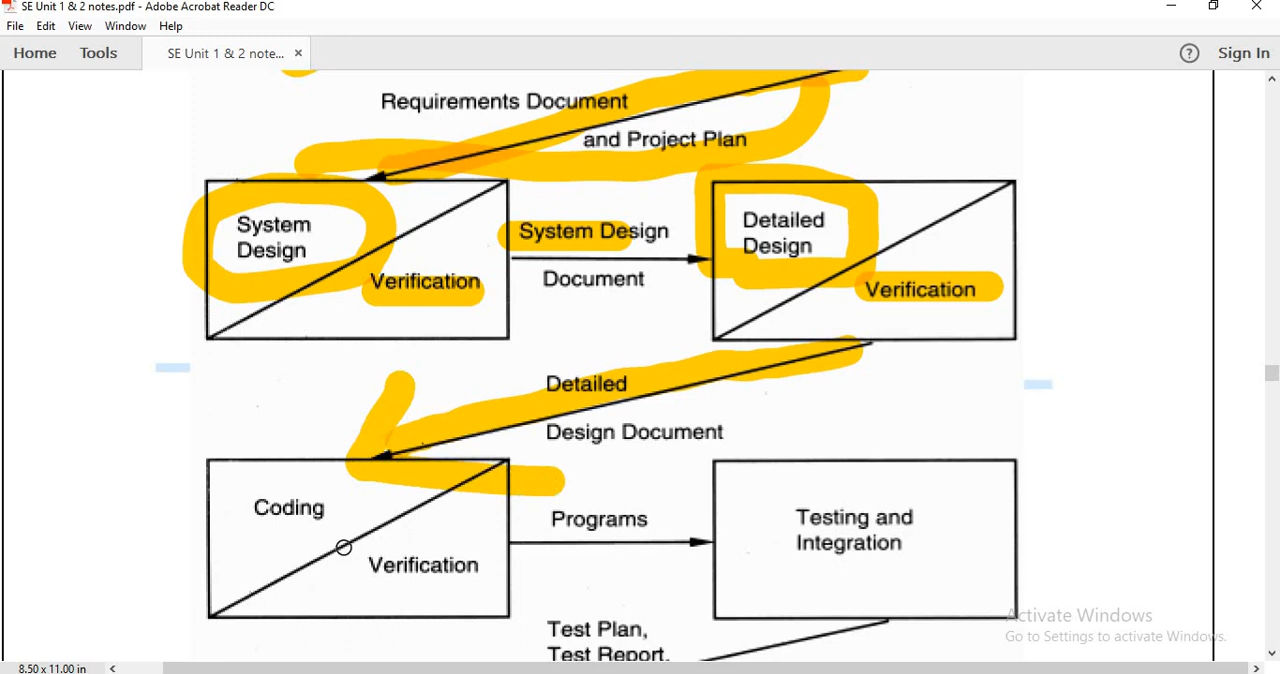 SE Unit 1 & 2 notes.pdf - Adobe Acrobat Reader DC
File Edit View Window Help
Home Tools SE Unit 1 & 2 note... × ? Sign In
Requirements Document
and Project Plan
System
Design
Verification
System Design
Document
Detailed
Design
Verification
Detailed
Design Document
Coding
Verification
Programs
Testing and
Integration
Test Plan,
Test Report,
Activate Windows
Go to Settings to activate Windows.
8.50 x 11.00 in